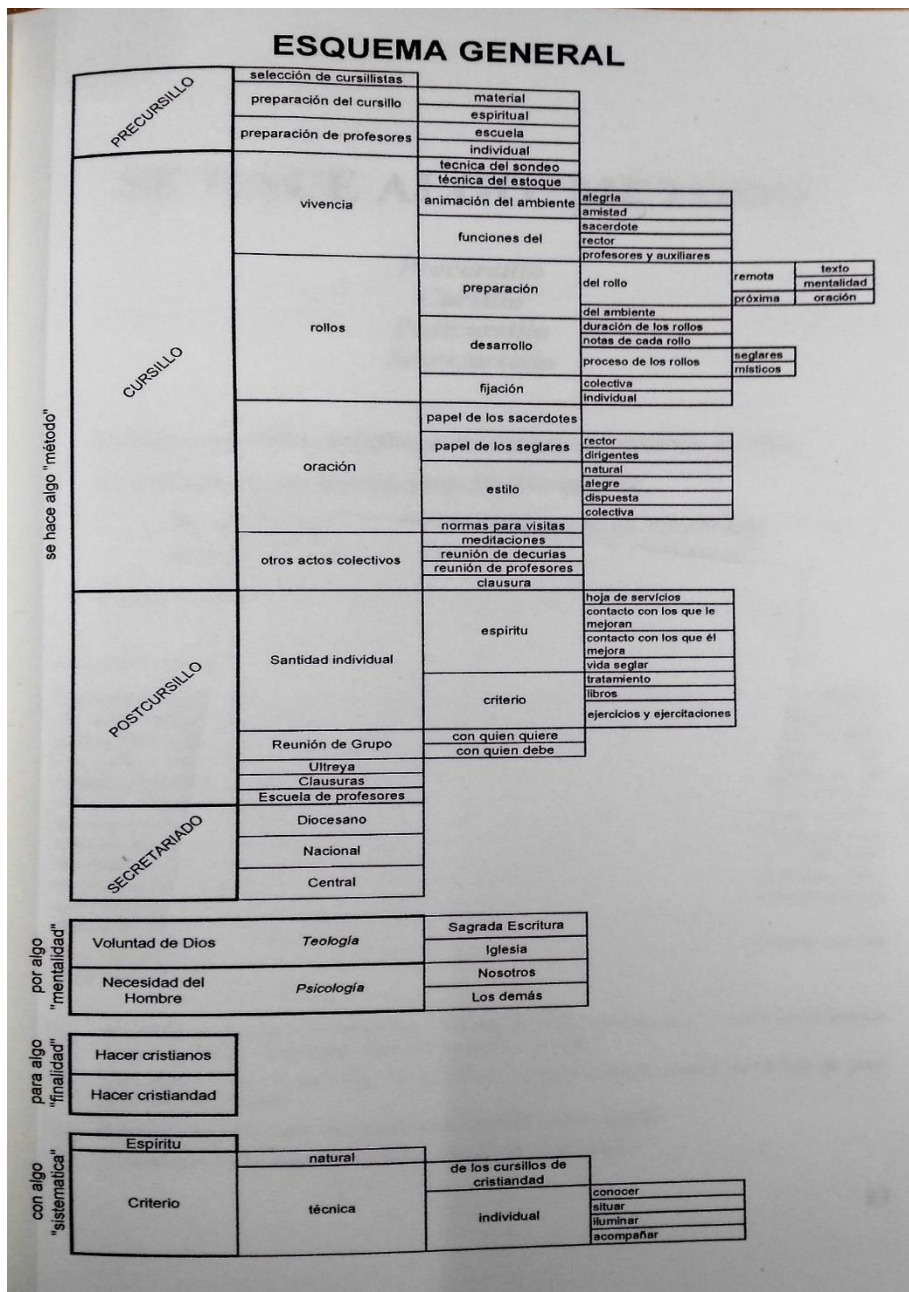 ESQUEMA GENERAL
se hace algo "método"
PRECURSILLO
selección de cursillistas
preparación del cursillo
material
espiritual
preparación de profesores
escuela
individual
CURSILLO
vivencia
tecnica del sondeo
técnica del estoque
animación del ambiente
alegría
amistad
funciones del
sacerdote
rector
profesores y auxiliares
rollos
preparación
del rollo
remota
texto
mentalidad
próxima
oración
del ambiente
desarrollo
duración de los rollos
notas de cada rollo
proceso de los rollos
seglares
místicos
fijación
colectiva
individual
oración
papel de los sacerdotes
papel de los seglares
rector
dirigentes
estilo
natural
alegre
dispuesta
colectiva
otros actos colectivos
normas para visitas
meditaciones
reunión de decurias
reunión de profesores
clausura
POSTCURSILLO
Santidad individual
espíritu
hoja de servicios
contacto con los que le
mejoran
contacto con los que él
mejora
vida seglar
criterio
tratamiento
libros
ejercicios y ejercitaciones
Reunión de Grupo
con quien quiere
con quien debe
Ultreya
Clausuras
Escuela de profesores
SECRETARIADO
Diocesano
Nacional
Central
por algo
"mentalidad"
Voluntad de Dios
Teología
Sagrada Escritura
Iglesia
Necesidad del
Hombre
Psicología
Nosotros
Los demás
para algo
"finalidad"
Hacer cristianos
Hacer cristiandad
con algo
"sistematica"
Espíritu
Criterio
natural
técnica
de los cursillos de
cristiandad
individual
conocer
situar
iluminar
acompañar